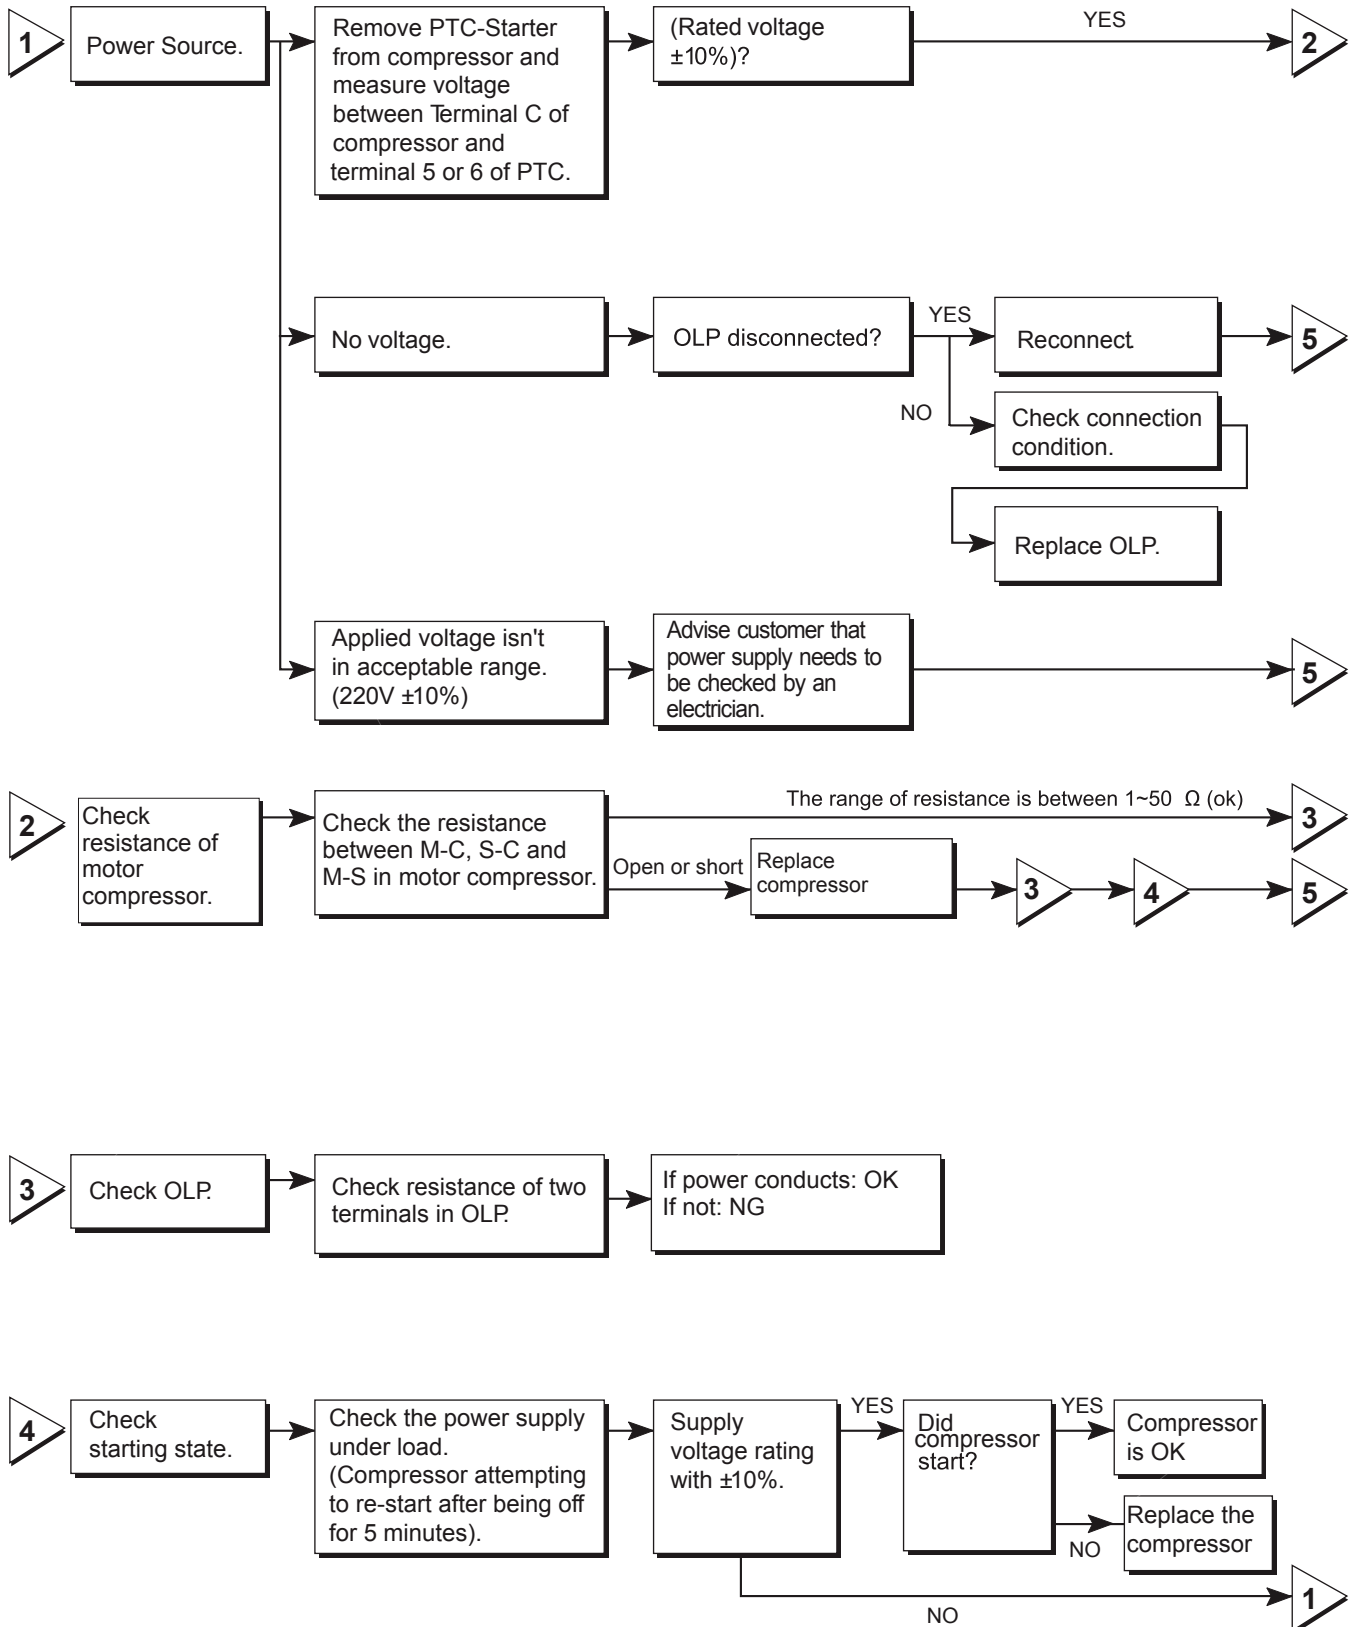 1
Power Source.
Remove PTC-Starter
from compressor and
measure voltage
between Terminal C of
compressor and
terminal 5 or 6 of PTC.
(Rated voltage
±10%)?
YES
2
No voltage.
OLP disconnected?
YES
Reconnect.
5
NO
Check connection
condition.
Replace OLP.
Applied voltage isn't
in acceptable range.
(220V ±10%)
Advise customer that
power supply needs to
be checked by an
electrician.
5
2
Check
resistance of
motor
compressor.
Check the resistance
between M-C, S-C and
M-S in motor compressor.
The range of resistance is between 1~50 Ω (ok)
3
Open or short
Replace
compressor
3
4
5
3
Check OLP.
Check resistance of two
terminals in OLP.
If power conducts: OK
If not: NG
4
Check
starting state.
Check the power supply
under load.
(Compressor attempting
to re-start after being off
for 5 minutes).
Supply
voltage rating
with ±10%.
YES
Did
compressor
start?
YES
Compressor
is OK
NO
Replace the
compressor
NO
1